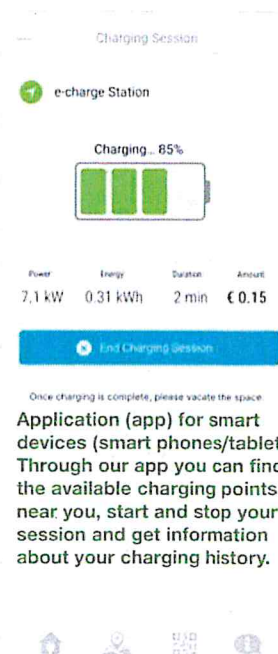 Charging Session
e-charge Station
Charging... 85%
Power Energy Duration Amount
7.1 kW 0.31 kWh 2 min € 0.15
End Charging Session
Once charging is complete, please vacate the space.
Application (app) for smart
devices (smart phones/tablet
Through our app you can find
the available charging points
near you, start and stop your
session and get information
about your charging history.